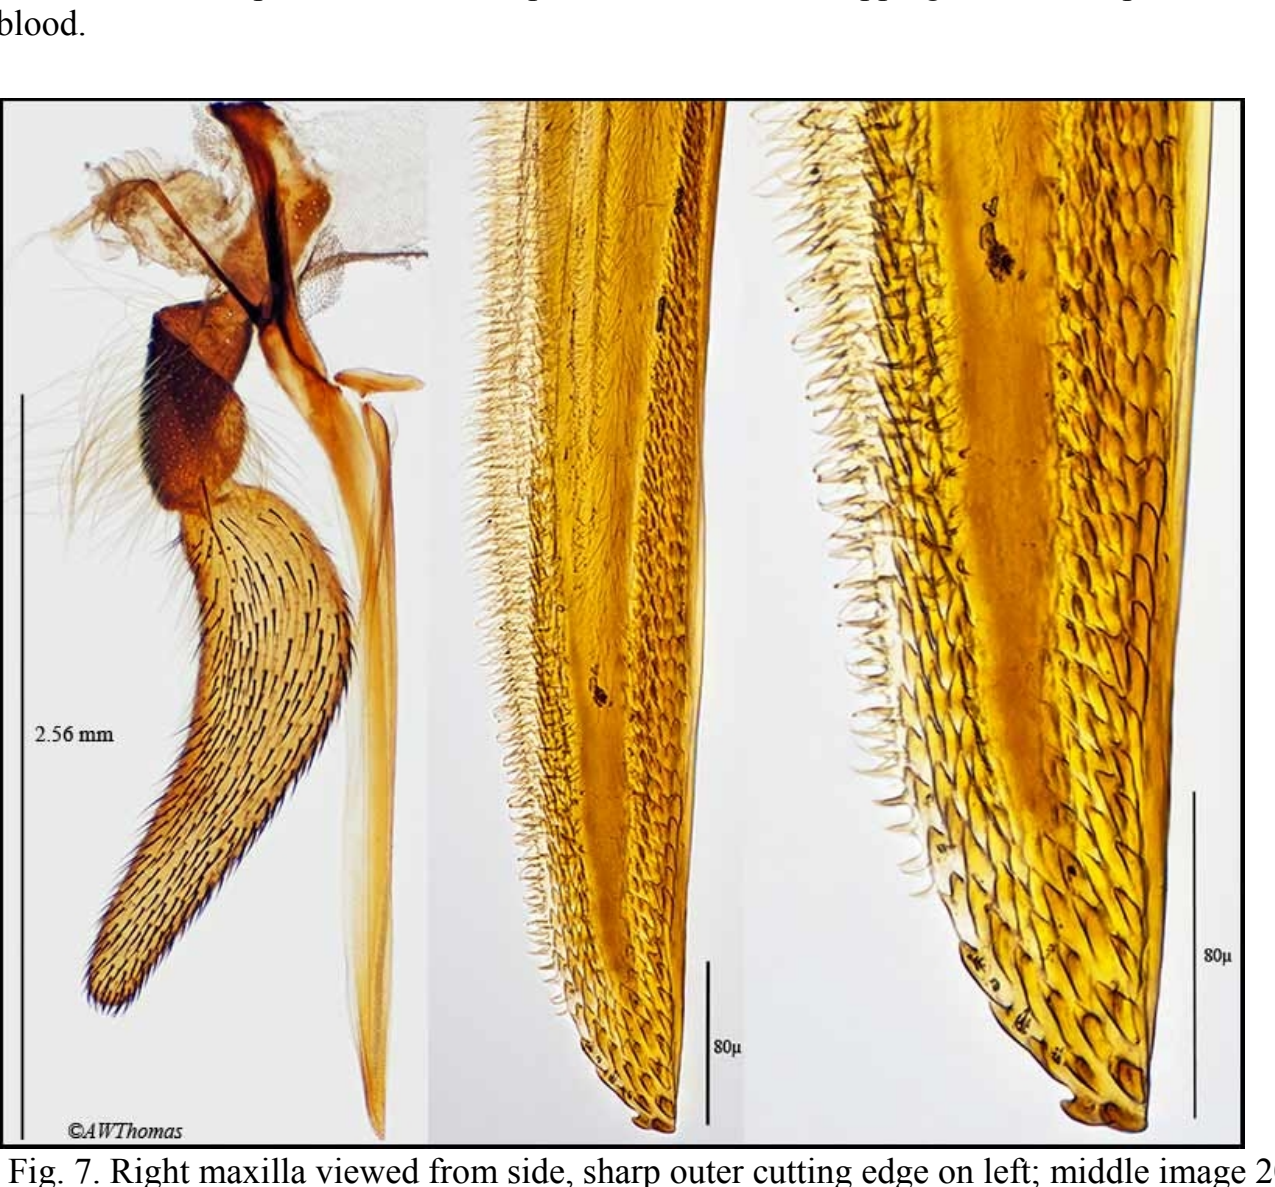 blood.
2.56 mm
80µ
80µ
©AWThomas
Fig. 7. Right maxilla viewed from side, sharp outer cutting edge on left; middle image